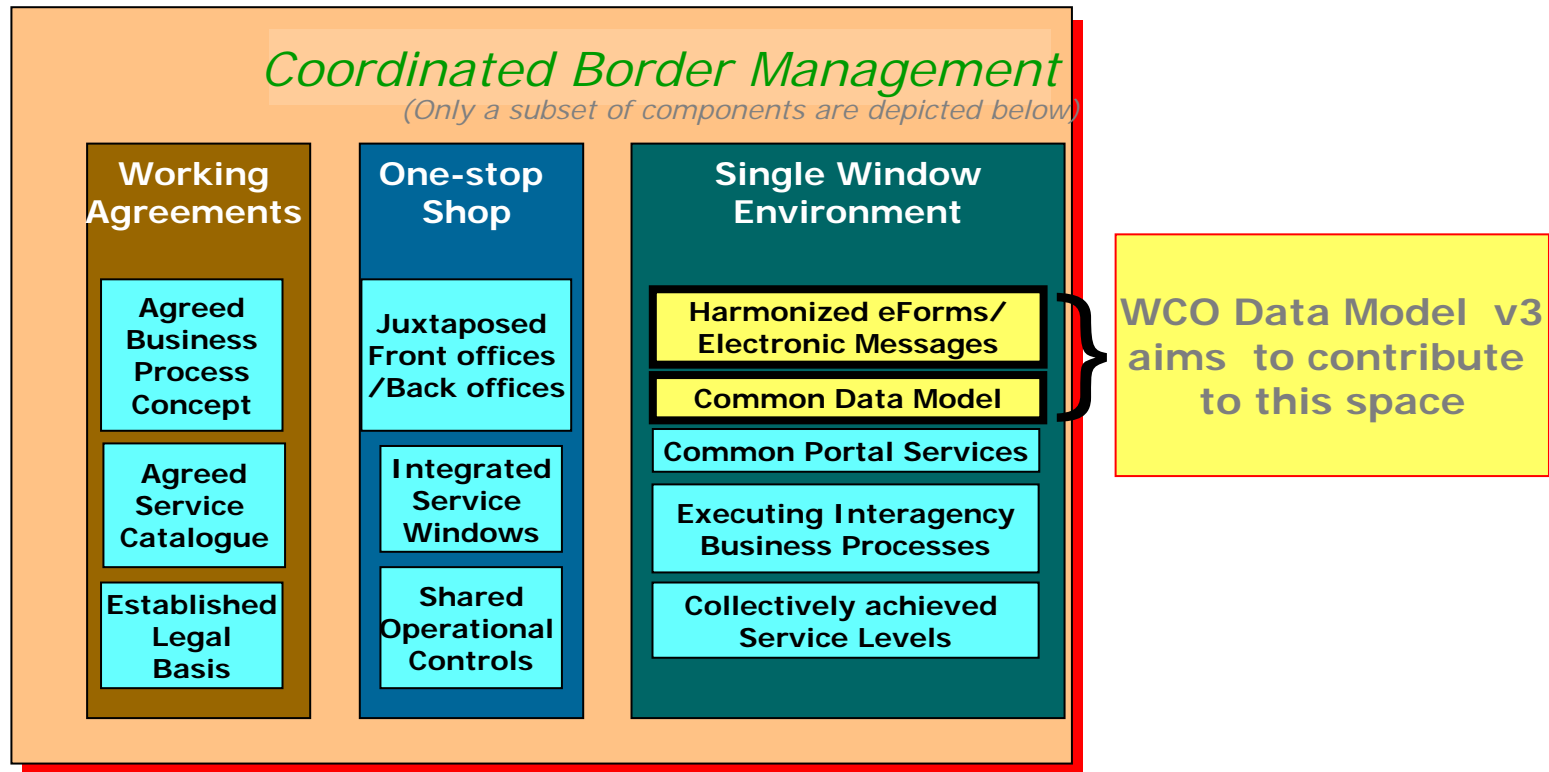 Coordinated Border Management
(Only a subset of components are depicted below)
Working
Agreements
Agreed
Business
Process
Concept
Agreed
Service
Catalogue
Established
Legal
Basis
One-stop
Shop
Juxtaposed
Front offices
/Back offices
Integrated
Service
Windows
Shared
Operational
Controls
Single Window
Environment
Harmonized eForms/
Electronic Messages
Common Data Model
Common Portal Services
Executing Interagency
Business Processes
Collectively achieved
Service Levels
}
WCO Data Model v3
aims to contribute
to this space